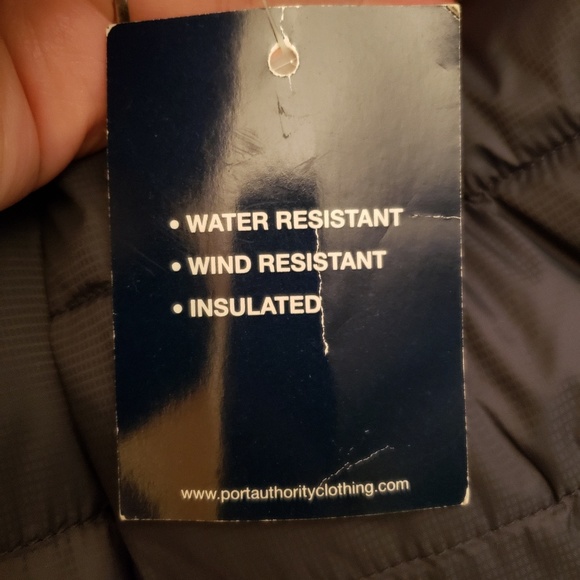 • WATER RESISTANT
• WIND RESISTANT
• INSULATED
www.portauthorityclothing.com